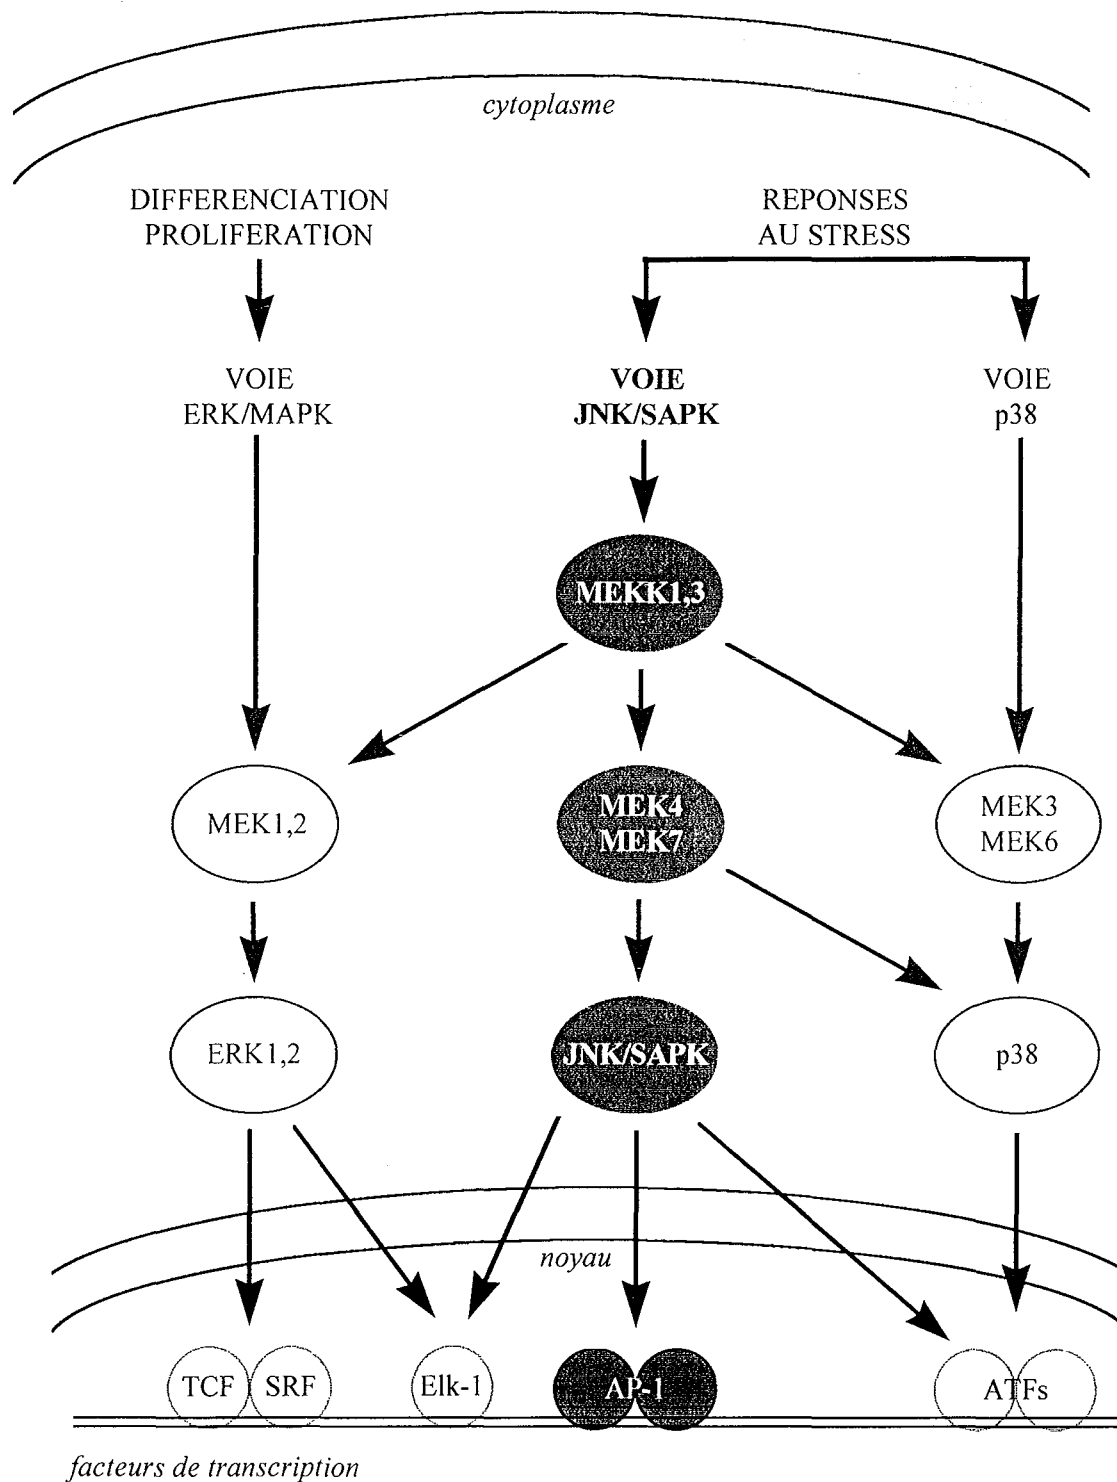 cytoplasme
DIFFERENCIATION
PROLIFERATION
REPONSES
AU STRESS
VOIE
ERK/MAPK
VOIE
JNK/SAPK
VOIE
p38
MEKK1,3
MEK1,2
MEK4
MEK7
MEK3
MEK6
ERK1,2
JNK/SAPK
p38
noyau
TCF
SRF
Elk-1
AP-1
ATFs
facteurs de transcription